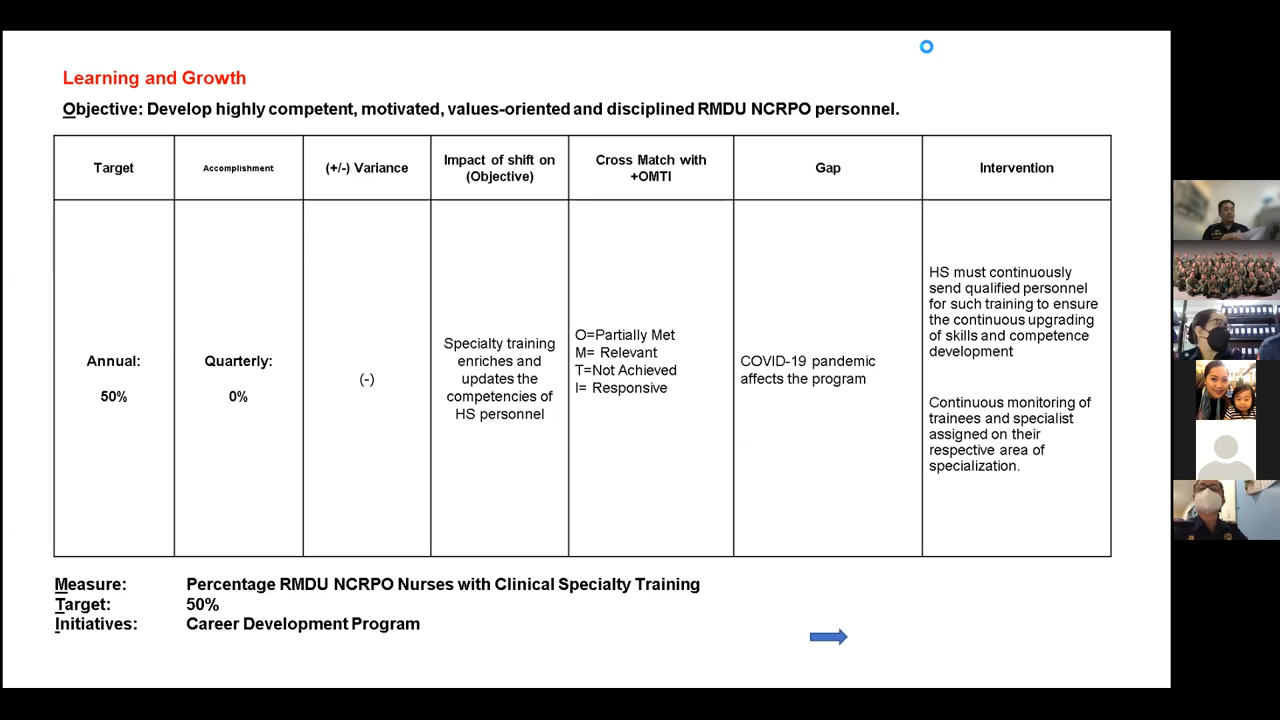 Learning and Growth
Objective: Develop highly competent, motivated, values-oriented and disciplined RMDU NCRPO personnel.
Target
Accomplishment
(+/-) Variance
Impact of shift on
(Objective)
Cross Match with
+OMTI
Gap
Intervention
Annual:
50%
Quarterly:
0%
(-)
Specialty training
enriches and
updates the
competencies of
HS personnel
O=Partially Met
M= Relevant
T=Not Achieved
I= Responsive
COVID-19 pandemic
affects the program
HS must continuously
send qualified personnel
for such training to ensure
the continuous upgrading
of skills and competence
development
Continuous monitoring of
trainees and specialist
assigned on their
respective area of
specialization.
Measure: Percentage RMDU NCRPO Nurses with Clinical Specialty Training
Target: 50%
Initiatives: Career Development Program